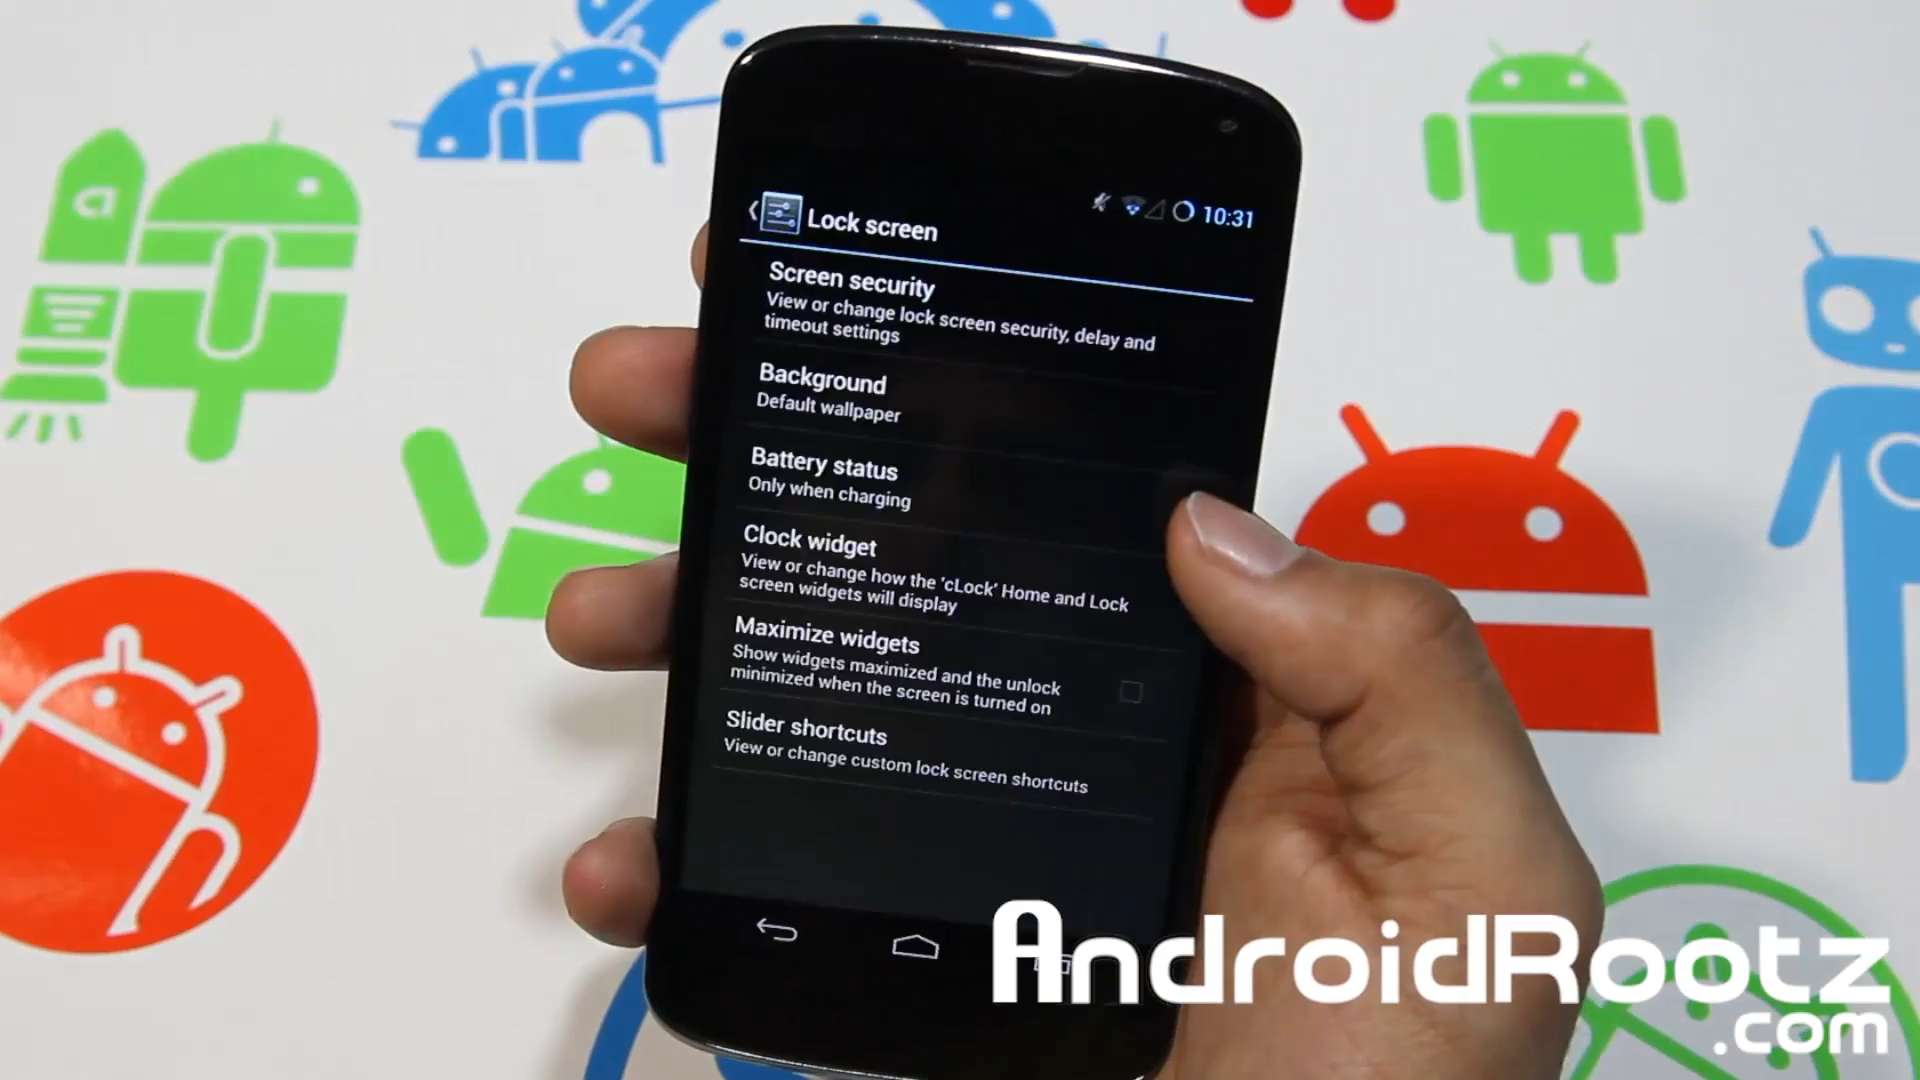 Lock screen
10:31
Screen security
View or change lock screen security, delay and
timeout settings
Background
Default wallpaper
Battery status
Only when charging
Clock widget
View or change how the 'cLock' Home and Lock
screen widgets will display
Maximize widgets
Show widgets maximized and the unlock
minimized when the screen is turned on
Slider shortcuts
View or change custom lock screen shortcuts
AndroidRootz
.com